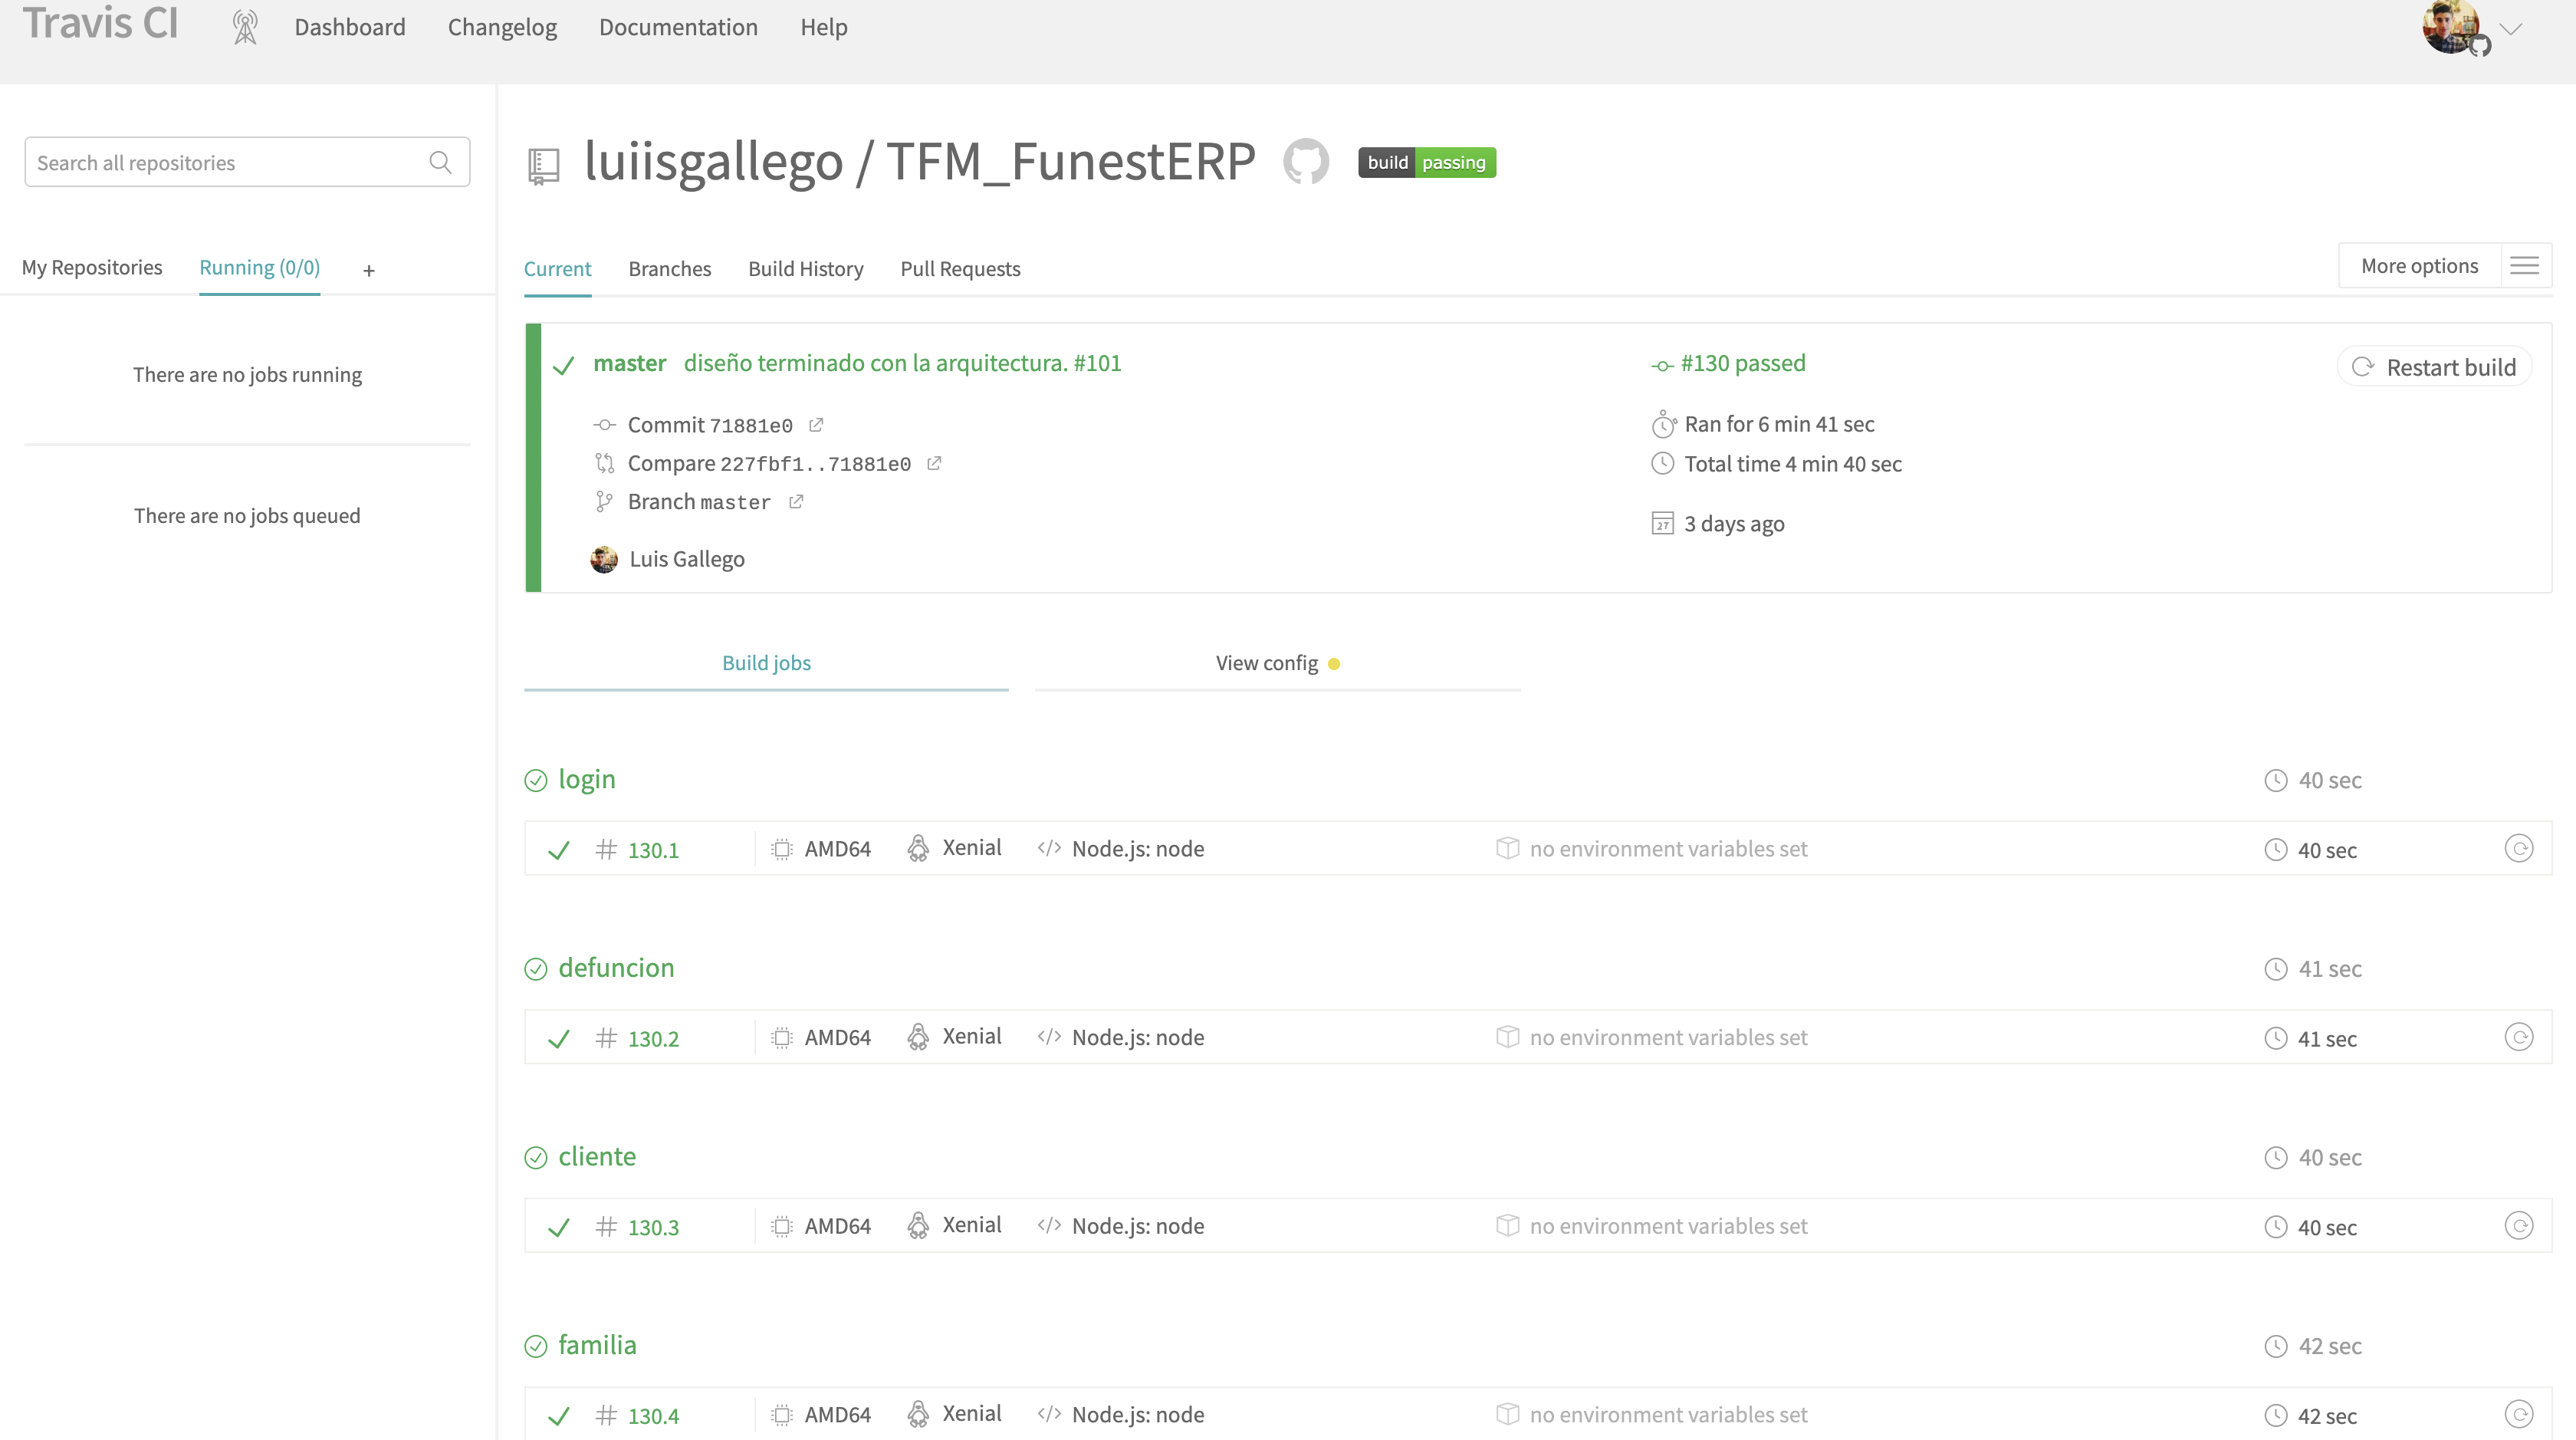 Travis CI
Dashboard Changelog Documentation Help
Search all repositories
My Repositories Running (0/0) +
There are no jobs running
There are no jobs queued
luiisgallego / TFM_FunestERP build passing
Current Branches Build History Pull Requests More options
master diseño terminado con la arquitectura. #101
Commit 71881e0
Compare 227fbf1..71881e0
Branch master
Luis Gallego
#130 passed
Ran for 6 min 41 sec
Total time 4 min 40 sec
27 3 days ago
Restart build
Build jobs View config
login 40 sec
# 130.1 AMD64 Xenial </> Node.js: node no environment variables set 40 sec
defuncion 41 sec
# 130.2 AMD64 Xenial </> Node.js: node no environment variables set 41 sec
cliente 40 sec
# 130.3 AMD64 Xenial </> Node.js: node no environment variables set 40 sec
familia 42 sec
# 130.4 AMD64 Xenial </> Node.js: node no environment variables set 42 sec